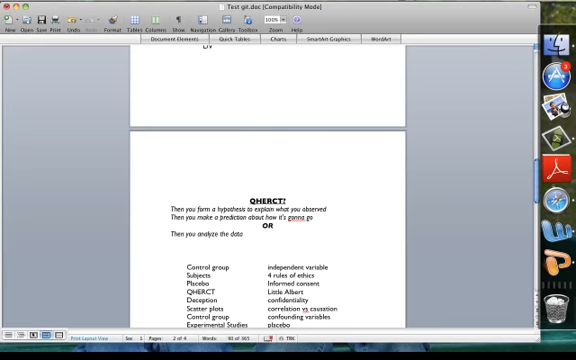 Test git.doc [Compatibility Mode]
New Open Save Print Undo Redo Format Tables Columns Show Navigation Gallery Toolbox Zoom Help
100%
Document Elements Quick Tables Charts SmartArt Graphics WordArt
DV
QHERCT?
Then you form a hypothesis to explain what you observed
Then you make a prediction about how it's gonna go
OR
Then you analyze the data
Control group independent variable
Subjects 4 rules of ethics
Placebo Informed consent
QHERCT Little Albert
Deception confidentiality
Scatter plots correlation vs causation
Control group confounding variables
Experimental Studies placebo
Print Layout View Sec 1 Pages: 2 of 4 Words: of 305 TRK
3